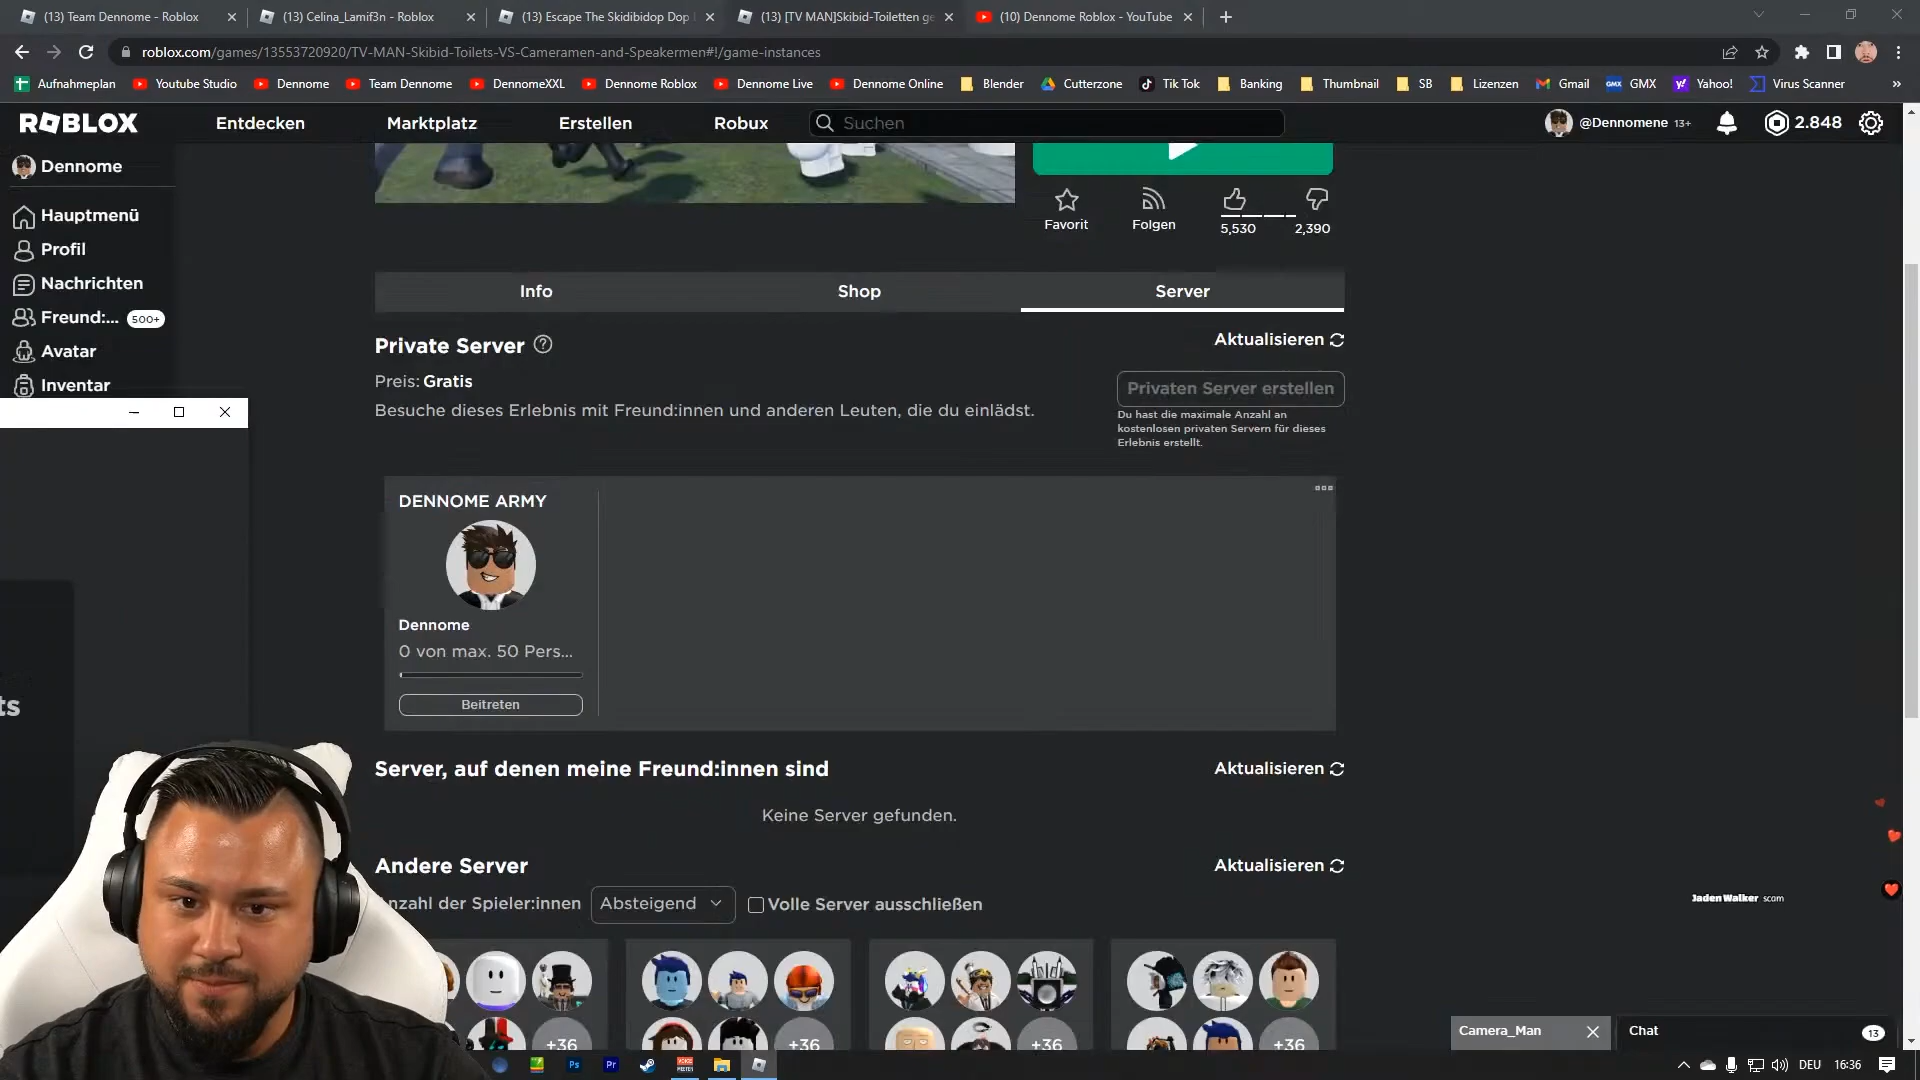 (13) Team Dennome - Roblox
(13) Celina_Lamif3n - Roblox
(13) Escape The Skidibidop Dop
(13) [TV MAN]Skibid-Toiletten ge
(10) Dennome Roblox - YouTube
roblox.com/games/13553720920/TV-MAN-Skibid-Toilets-VS-Cameramen-and-Speakermen#!/game-instances
Aufnahmeplan
Youtube Studio
Dennome
Team Dennome
DennomeXXL
Dennome Roblox
Dennome Live
Dennome Online
Blender
Cutterzone
Tik Tok
Banking
Thumbnail
SB
Lizenzen
Gmail
GMX
Yahoo!
Virus Scanner
»
ROBLOX
Entdecken
Marktplatz
Erstellen
Robux
Suchen
@Dennomene 13+
2.848
Dennome
Hauptmenü
Profil
Nachrichten
Freund:... 500+
Avatar
Inventar
Favorit
Folgen
5,530
2,390
Info
Shop
Server
Private Server
Aktualisieren
Preis: Gratis
Besuche dieses Erlebnis mit Freund:innen und anderen Leuten, die du einlädst.
Privaten Server erstellen
Du hast die maximale Anzahl an
kostenlosen privaten Servern für dieses
Erlebnis erstellt.
DENNOME ARMY
Dennome
0 von max. 50 Pers...
Beitreten
ts
Server, auf denen meine Freund:innen sind
Aktualisieren
Keine Server gefunden.
Andere Server
Aktualisieren
nzahl der Spieler:innen
Absteigend
Volle Server ausschließen
Jaden Walker scam
+36
+36
+36
+36
Camera_Man
Chat
13
Ps
Pr
DEU
16:36